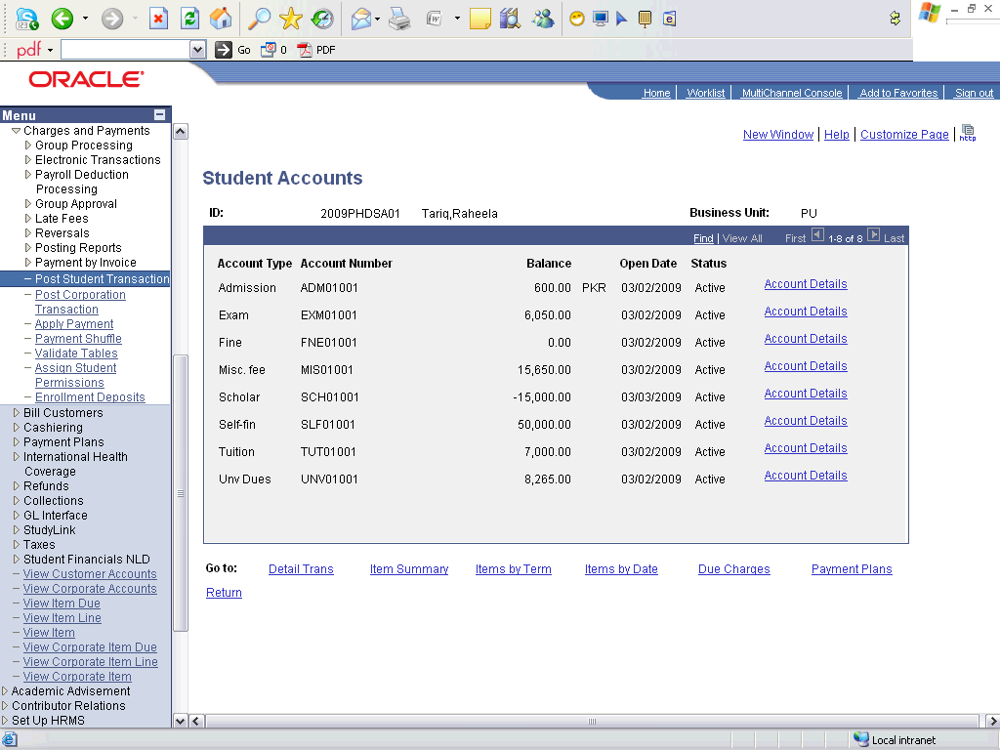 pdf Go 0 PDF
ORACLE
Home Worklist MultiChannel Console Add to Favorites Sign out
Menu
Charges and Payments
Group Processing
Electronic Transactions
Payroll Deduction
Processing
Group Approval
Late Fees
Reversals
Posting Reports
Payment by Invoice
Post Student Transaction
Post Corporation
Transaction
Apply Payment
Payment Shuffle
Validate Tables
Assign Student
Permissions
Enrollment Deposits
Bill Customers
Cashiering
Payment Plans
International Health
Coverage
Refunds
Collections
GL Interface
StudyLink
Taxes
Student Financials NLD
View Customer Accounts
View Corporate Accounts
View Item Due
View Item Line
View Item
View Corporate Item Due
View Corporate Item Line
View Corporate Item
Academic Advisement
Contributor Relations
Set Up HRMS
New Window | Help | Customize Page | http
Student Accounts
ID: 2009PHDSA01 Tariq,Raheela Business Unit: PU
Find | View All First 1-8 of 8 Last
Account Type Account Number Balance Open Date Status
Admission ADM01001 600.00 PKR 03/02/2009 Active Account Details
Exam EXM01001 6,050.00 03/02/2009 Active Account Details
Fine FNE01001 0.00 03/02/2009 Active Account Details
Misc. fee MIS01001 15,650.00 03/02/2009 Active Account Details
Scholar SCH01001 -15,000.00 03/03/2009 Active Account Details
Self-fin SLF01001 50,000.00 03/02/2009 Active Account Details
Tuition TUT01001 7,000.00 03/02/2009 Active Account Details
Unv Dues UNV01001 8,265.00 03/02/2009 Active Account Details
Go to: Detail Trans Item Summary Items by Term Items by Date Due Charges Payment Plans
Return
Local intranet